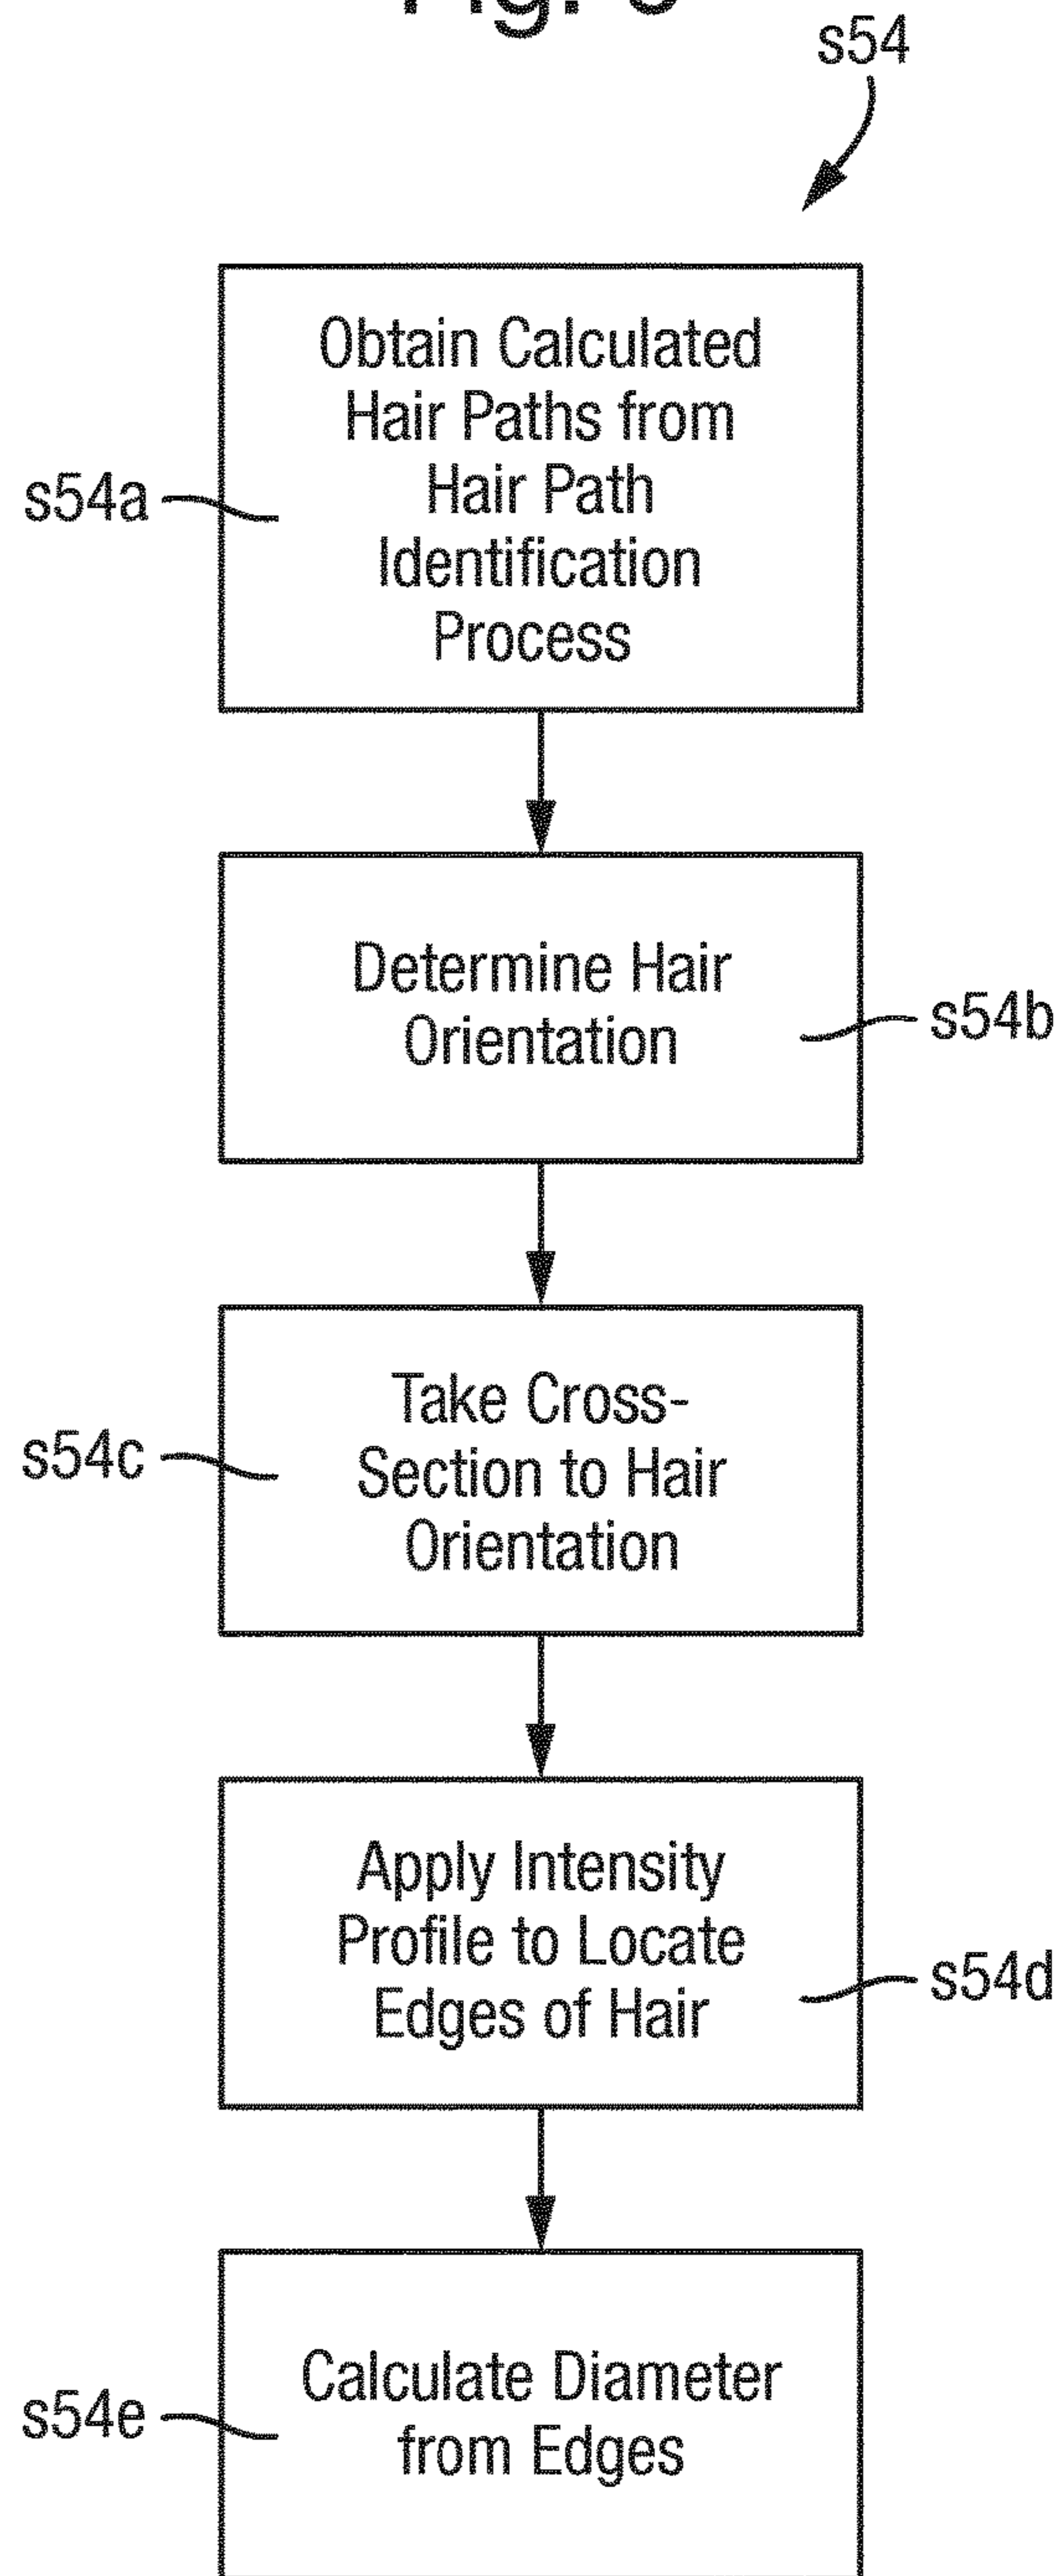 s54
Obtain Calculated
Hair Paths from
Hair Path
Identification
Process
s54a
Determine Hair
Orientation
s54b
Take Cross-
Section to Hair
Orientation
s54c
Apply Intensity
Profile to Locate
Edges of Hair
s54d
Calculate Diameter
from Edges
s54e